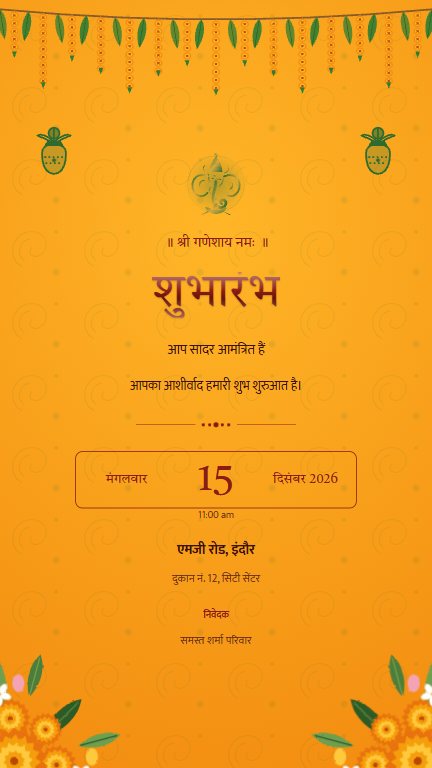 ॥ श्री गणेशाय नमः ॥
शुभारंभ
आप सादर आमंत्रित हैं
आपका आशीर्वाद हमारी शुभ शुरुआत है।
मंगलवार 15 दिसंबर 2026
11:00 am
एमजी रोड, इंदौर
दुकान नं. 12, सिटी सेंटर
निवेदक
समस्त शर्मा परिवार